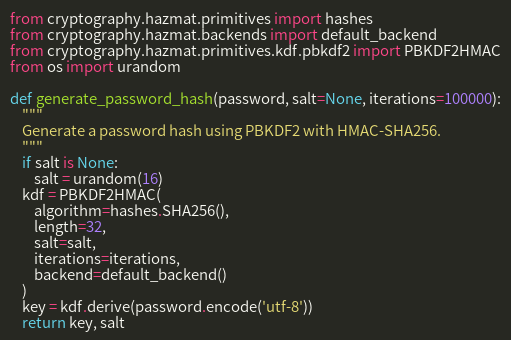 from cryptography.hazmat.primitives import hashes
from cryptography.hazmat.backends import default_backend
from cryptography.hazmat.primitives.kdf.pbkdf2 import PBKDF2HMAC
from os import urandom

def generate_password_hash(password, salt=None, iterations=100000):
    """
    Generate a password hash using PBKDF2 with HMAC-SHA256.
    """
    if salt is None:
        salt = urandom(16)
    kdf = PBKDF2HMAC(
        algorithm=hashes.SHA256(),
        length=32,
        salt=salt,
        iterations=iterations,
        backend=default_backend()
    )
    key = kdf.derive(password.encode('utf-8'))
    return key, salt